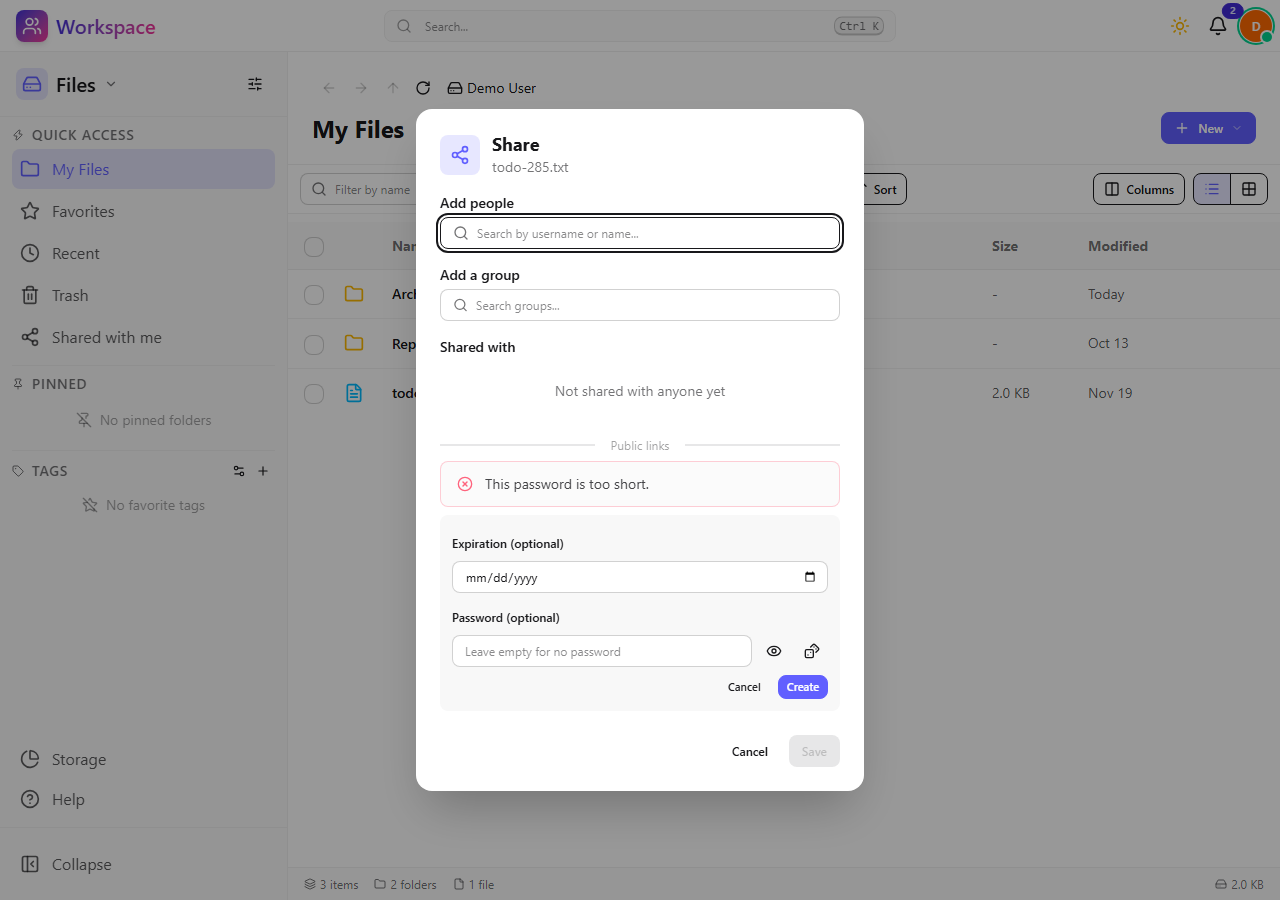 Workspace
Search...
Ctrl K
2
D
Files
Demo User
QUICK ACCESS
My Files
Favorites
Recent
Trash
Shared with me
PINNED
No pinned folders
TAGS
No favorite tags
Storage
Help
Collapse
My Files
New
Filter by name
Sort
Columns
Size
Modified
-
Today
-
Oct 13
2.0 KB
Nov 19
Share
todo-285.txt
Add people
Search by username or name...
Add a group
Search groups...
Shared with
Not shared with anyone yet
Public links
This password is too short.
Expiration (optional)
mm/dd/yyyy
Password (optional)
Leave empty for no password
Cancel
Create
Cancel
Save
3 items
2 folders
1 file
2.0 KB